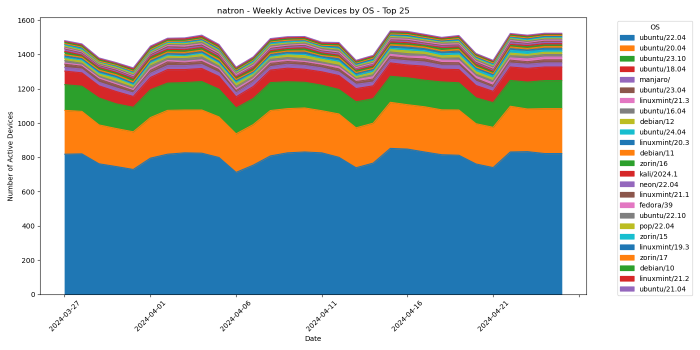 natron - Weekly Active Devices by OS - Top 25
Number of Active Devices
1600
1400
1200
1000
800
600
400
200
0
2024-03-27
2024-04-01
2024-04-06
2024-04-11
2024-04-16
2024-04-21
Date
OS
ubuntu/22.04
ubuntu/20.04
ubuntu/23.10
ubuntu/18.04
manjaro/
ubuntu/23.04
linuxmint/21.3
ubuntu/16.04
debian/12
ubuntu/24.04
linuxmint/20.3
debian/11
zorin/16
kali/2024.1
neon/22.04
linuxmint/21.1
fedora/39
ubuntu/22.10
pop/22.04
zorin/15
linuxmint/19.3
zorin/17
debian/10
linuxmint/21.2
ubuntu/21.04